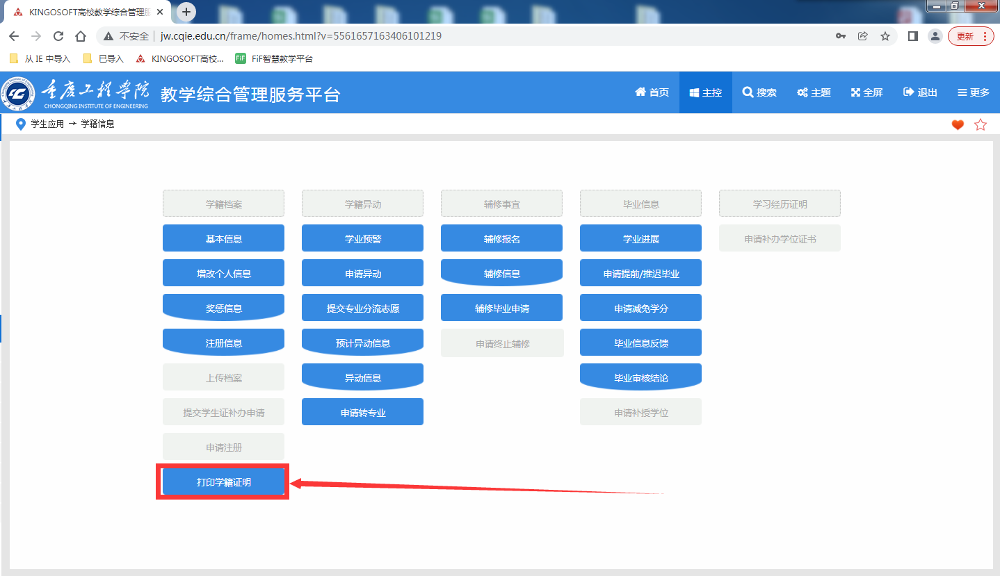 KINGOSOFT高校教学综合管理服
不安全 jw.cqie.edu.cn/frame/homes.html?v=5561657163406101219
更新
从 IE 中导入 已导入 KINGOSOFT高校... FiF FiF智慧教学平台
重庆工程学院 CHONGQING INSTITUTE OF ENGINEERING
教学综合管理服务平台
首页 主控 搜索 主题 全屏 退出 更多
学生应用 → 学籍信息
学籍档案 学籍异动 辅修事宜 毕业信息 学习经历证明
基本信息 学业预警 辅修报名 学业进展 申请补办学位证书
增改个人信息 申请异动 辅修信息 申请提前/推迟毕业
奖惩信息 提交专业分流志愿 辅修毕业申请 申请减免学分
注册信息 预计异动信息 申请终止辅修 毕业信息反馈
上传档案 异动信息 毕业审核结论
提交学生证补办申请 申请转专业 申请补授学位
申请注册
打印学籍证明